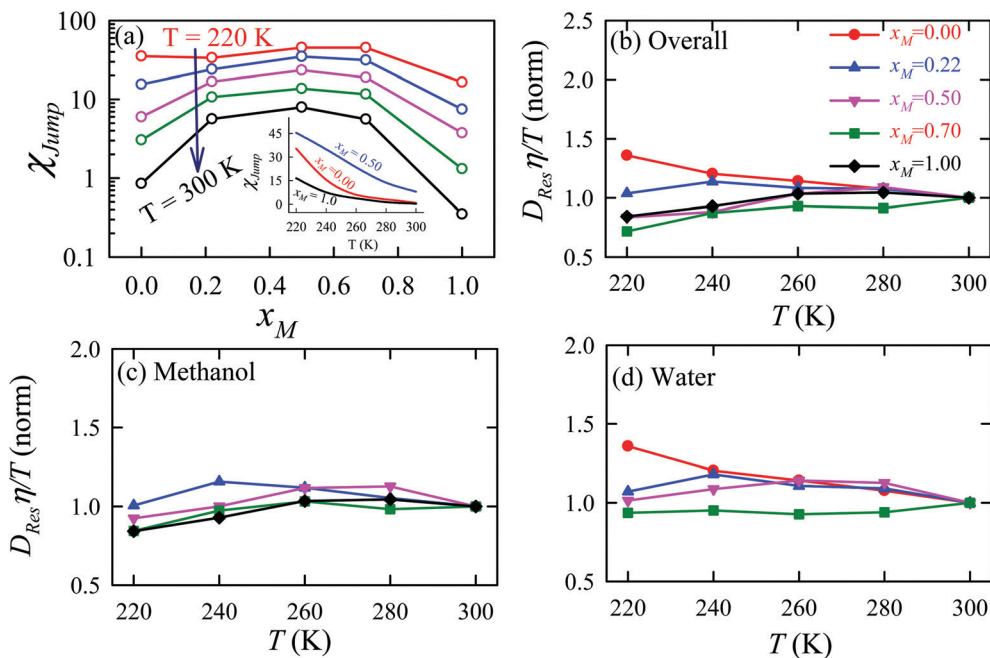 (a)
T = 220 K
T = 300 K
χJump
100
10
1
0.1
0.0 0.2 0.4 0.6 0.8 1.0
xM
χJump
45
30
15
0
xM=0.50
xM=0.00
xM=1.0
220 240 260 280 300
T (K)
(b) Overall
xM=0.00
xM=0.22
xM=0.50
xM=0.70
xM=1.00
DRes η/T (norm)
2.5
2.0
1.5
1.0
0.5
220 240 260 280 300
T (K)
(c) Methanol
DRes η/T (norm)
2.0
1.5
1.0
0.5
220 240 260 280 300
T (K)
(d) Water
DRes η/T (norm)
2.0
1.5
1.0
0.5
220 240 260 280 300
T (K)